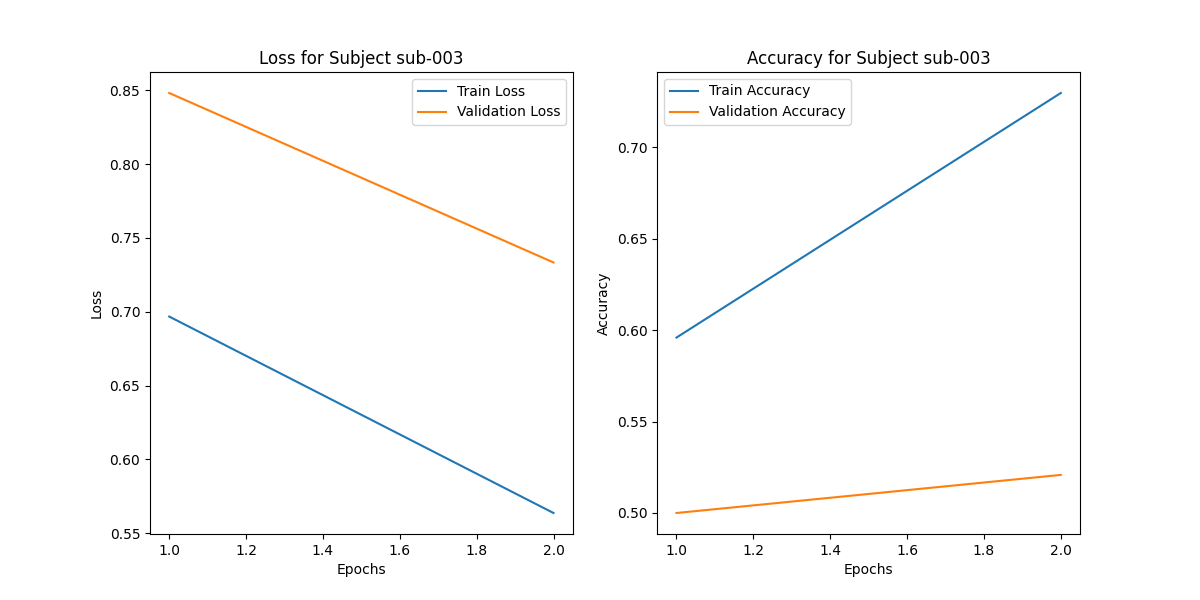 Loss for Subject sub-003
Train Loss
Validation Loss
0.85
0.80
0.75
0.70
0.65
0.60
0.55
Loss
1.0 1.2 1.4 1.6 1.8 2.0
Epochs
Accuracy for Subject sub-003
Train Accuracy
Validation Accuracy
0.70
0.65
0.60
0.55
0.50
Accuracy
1.0 1.2 1.4 1.6 1.8 2.0
Epochs